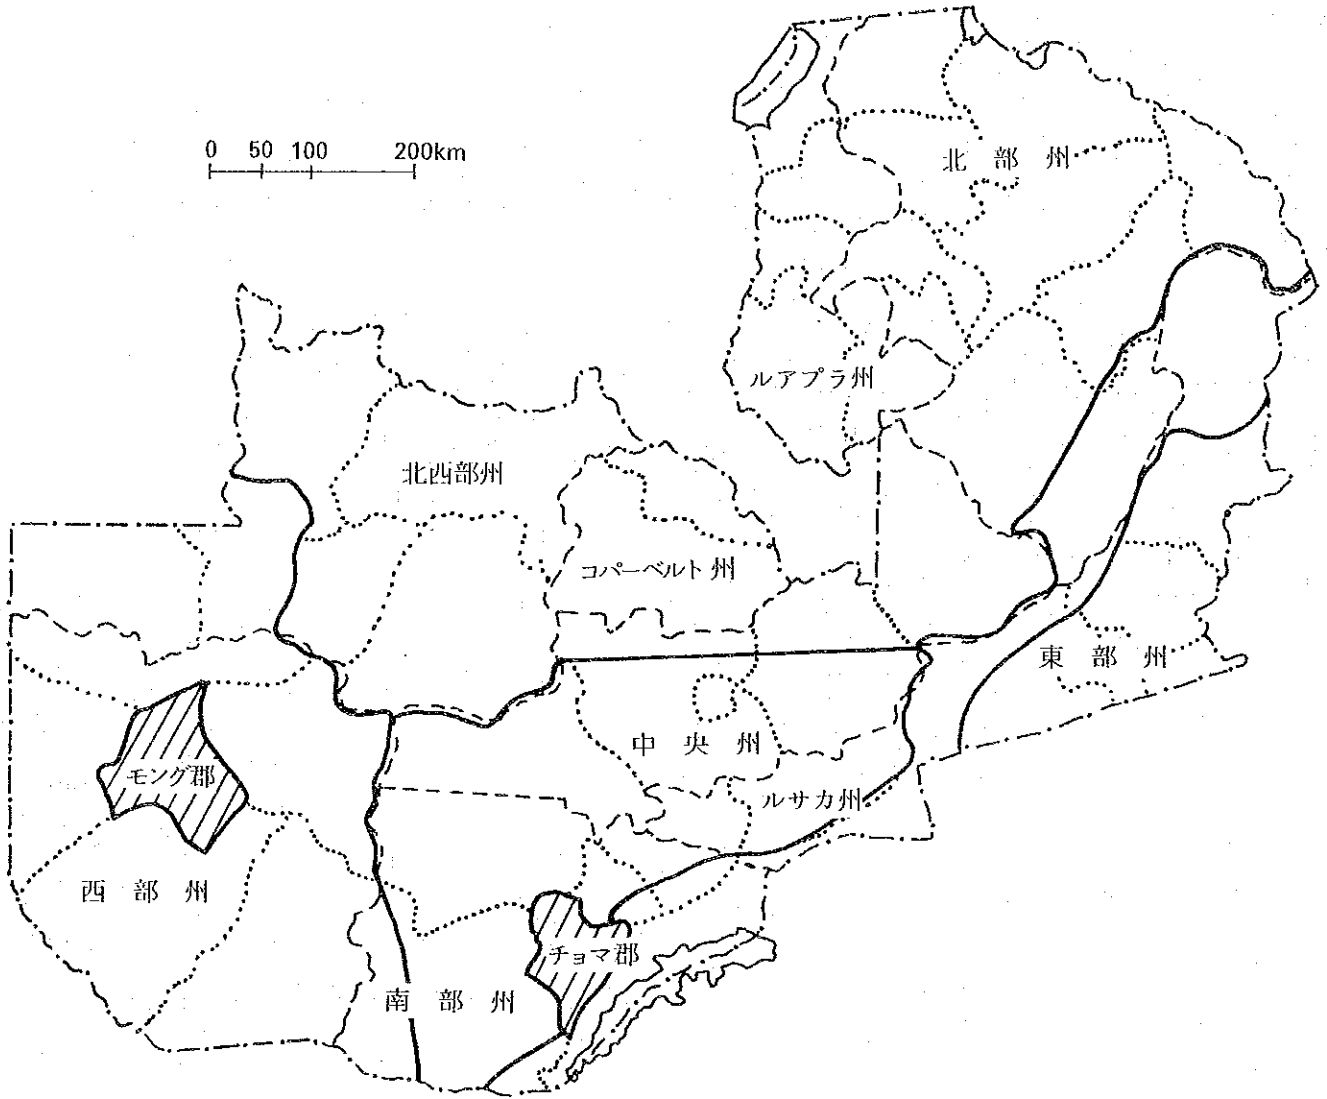 0 50 100 200km
北部州
ルアプラ州
北西部州
コパーベルト州
東部州
中央州
モング郡
ルサカ州
西部州
チョマ郡
南部州